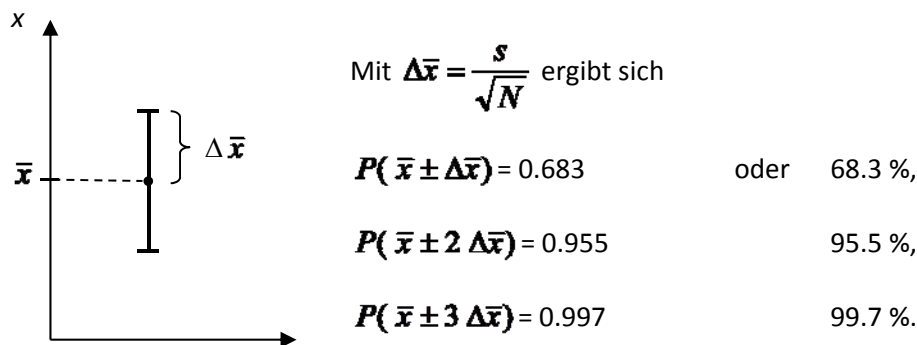 x
Mit Δx̄ = s/√N ergibt sich
Δ x̄
x̄
P( x̄ ± Δx̄) = 0.683 oder 68.3 %,
P( x̄ ± 2 Δx̄) = 0.955 95.5 %,
P( x̄ ± 3 Δx̄) = 0.997 99.7 %.